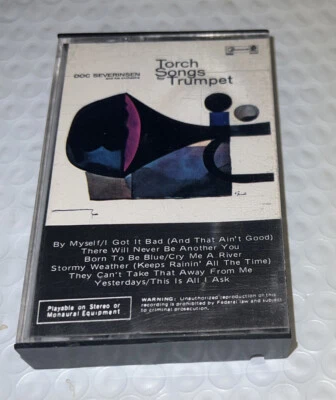 DOC SEVERINSEN
Torch
Songs
for
Trumpet
By Myself/I Got It Bad (And That Ain't Good)
There Will Never Be Another You
Born To Be Blue/Cry Me A River
Stormy Weather (Keeps Rainin' All The Time)
They Can't Take That Away From Me
Yesterdays/This Is All I Ask
Playable on Stereo or
Monaural Equipment
WARNING: Unauthorized reproduction of this
recording is prohibited by Federal law and subject
to criminal prosecution.